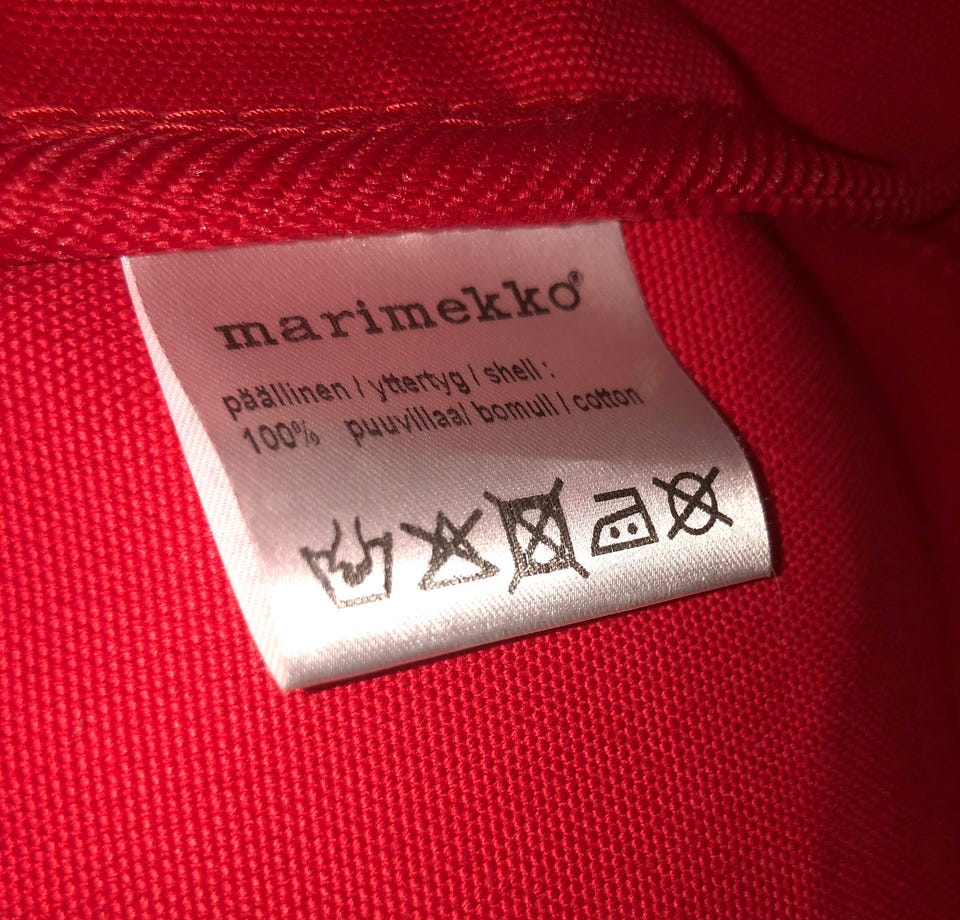 marimekko®
päällinen / yttertyg / shell :
100% puuvillaa/ bomull / cotton